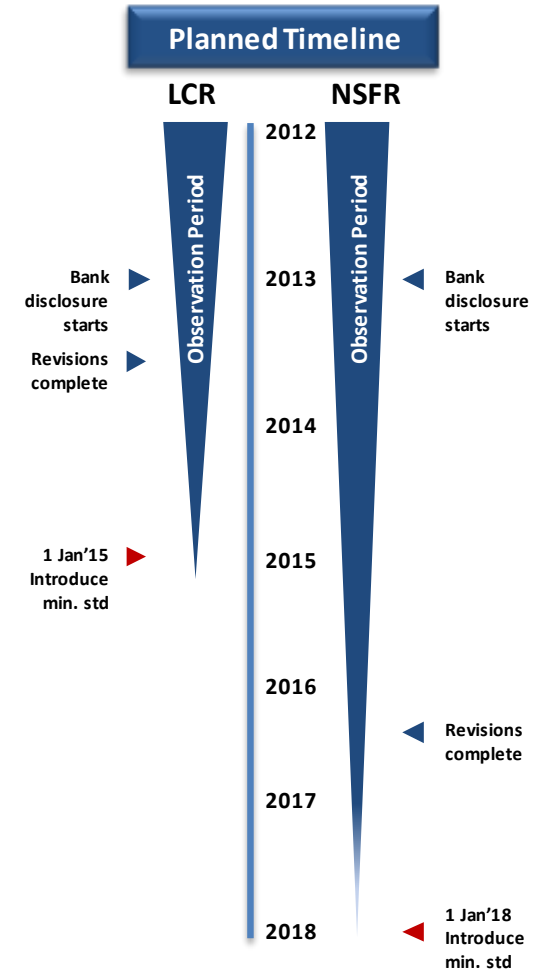 Planned Timeline
LCR
NSFR
2012
Observation Period
Observation Period
Bank
disclosure
starts
2013
Bank
disclosure
starts
Revisions
complete
2014
1 Jan'15
Introduce
min. std
2015
2016
Revisions
complete
2017
1 Jan'18
Introduce
min. std
2018